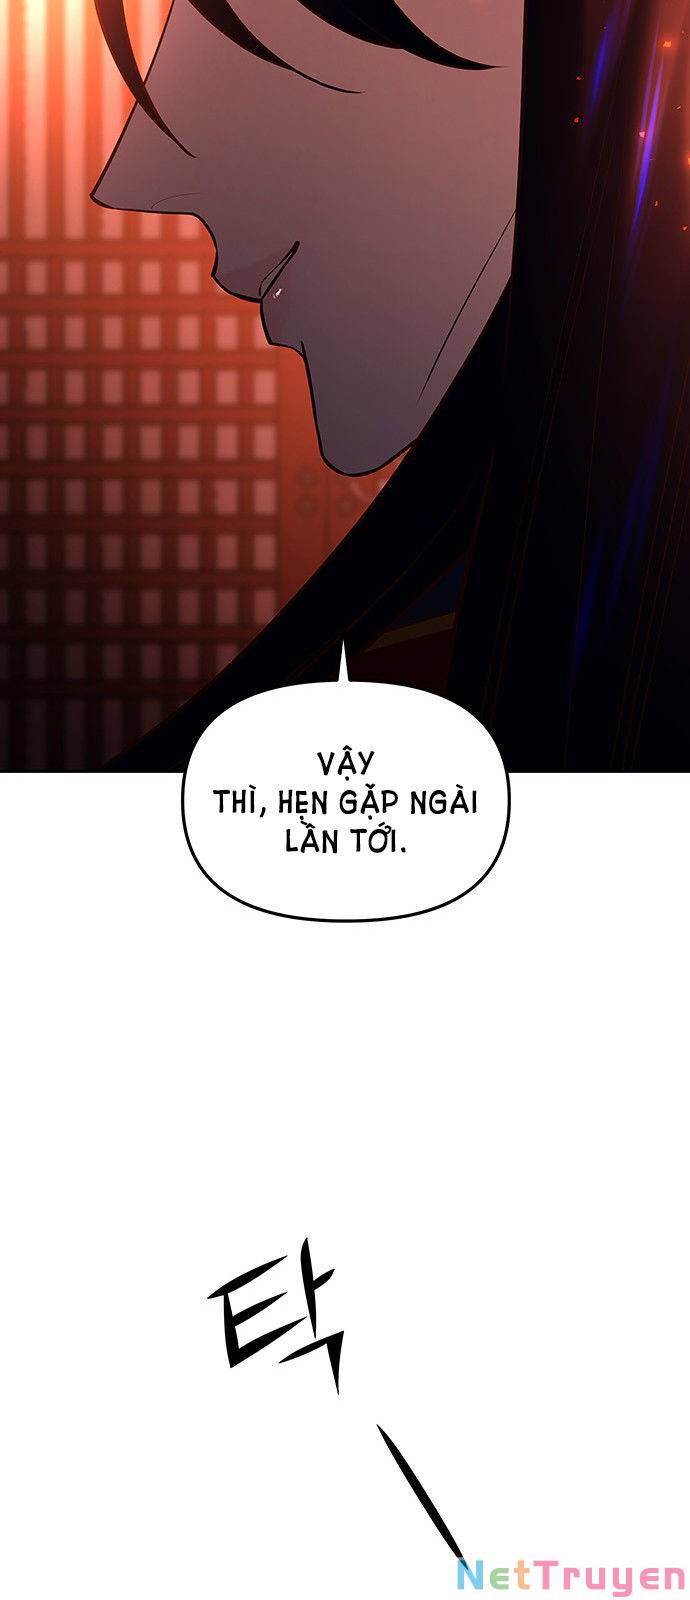 VẬY
THÌ, HẸN GẶP NGÀI
LẦN TỚI.
탁
NetTruyen